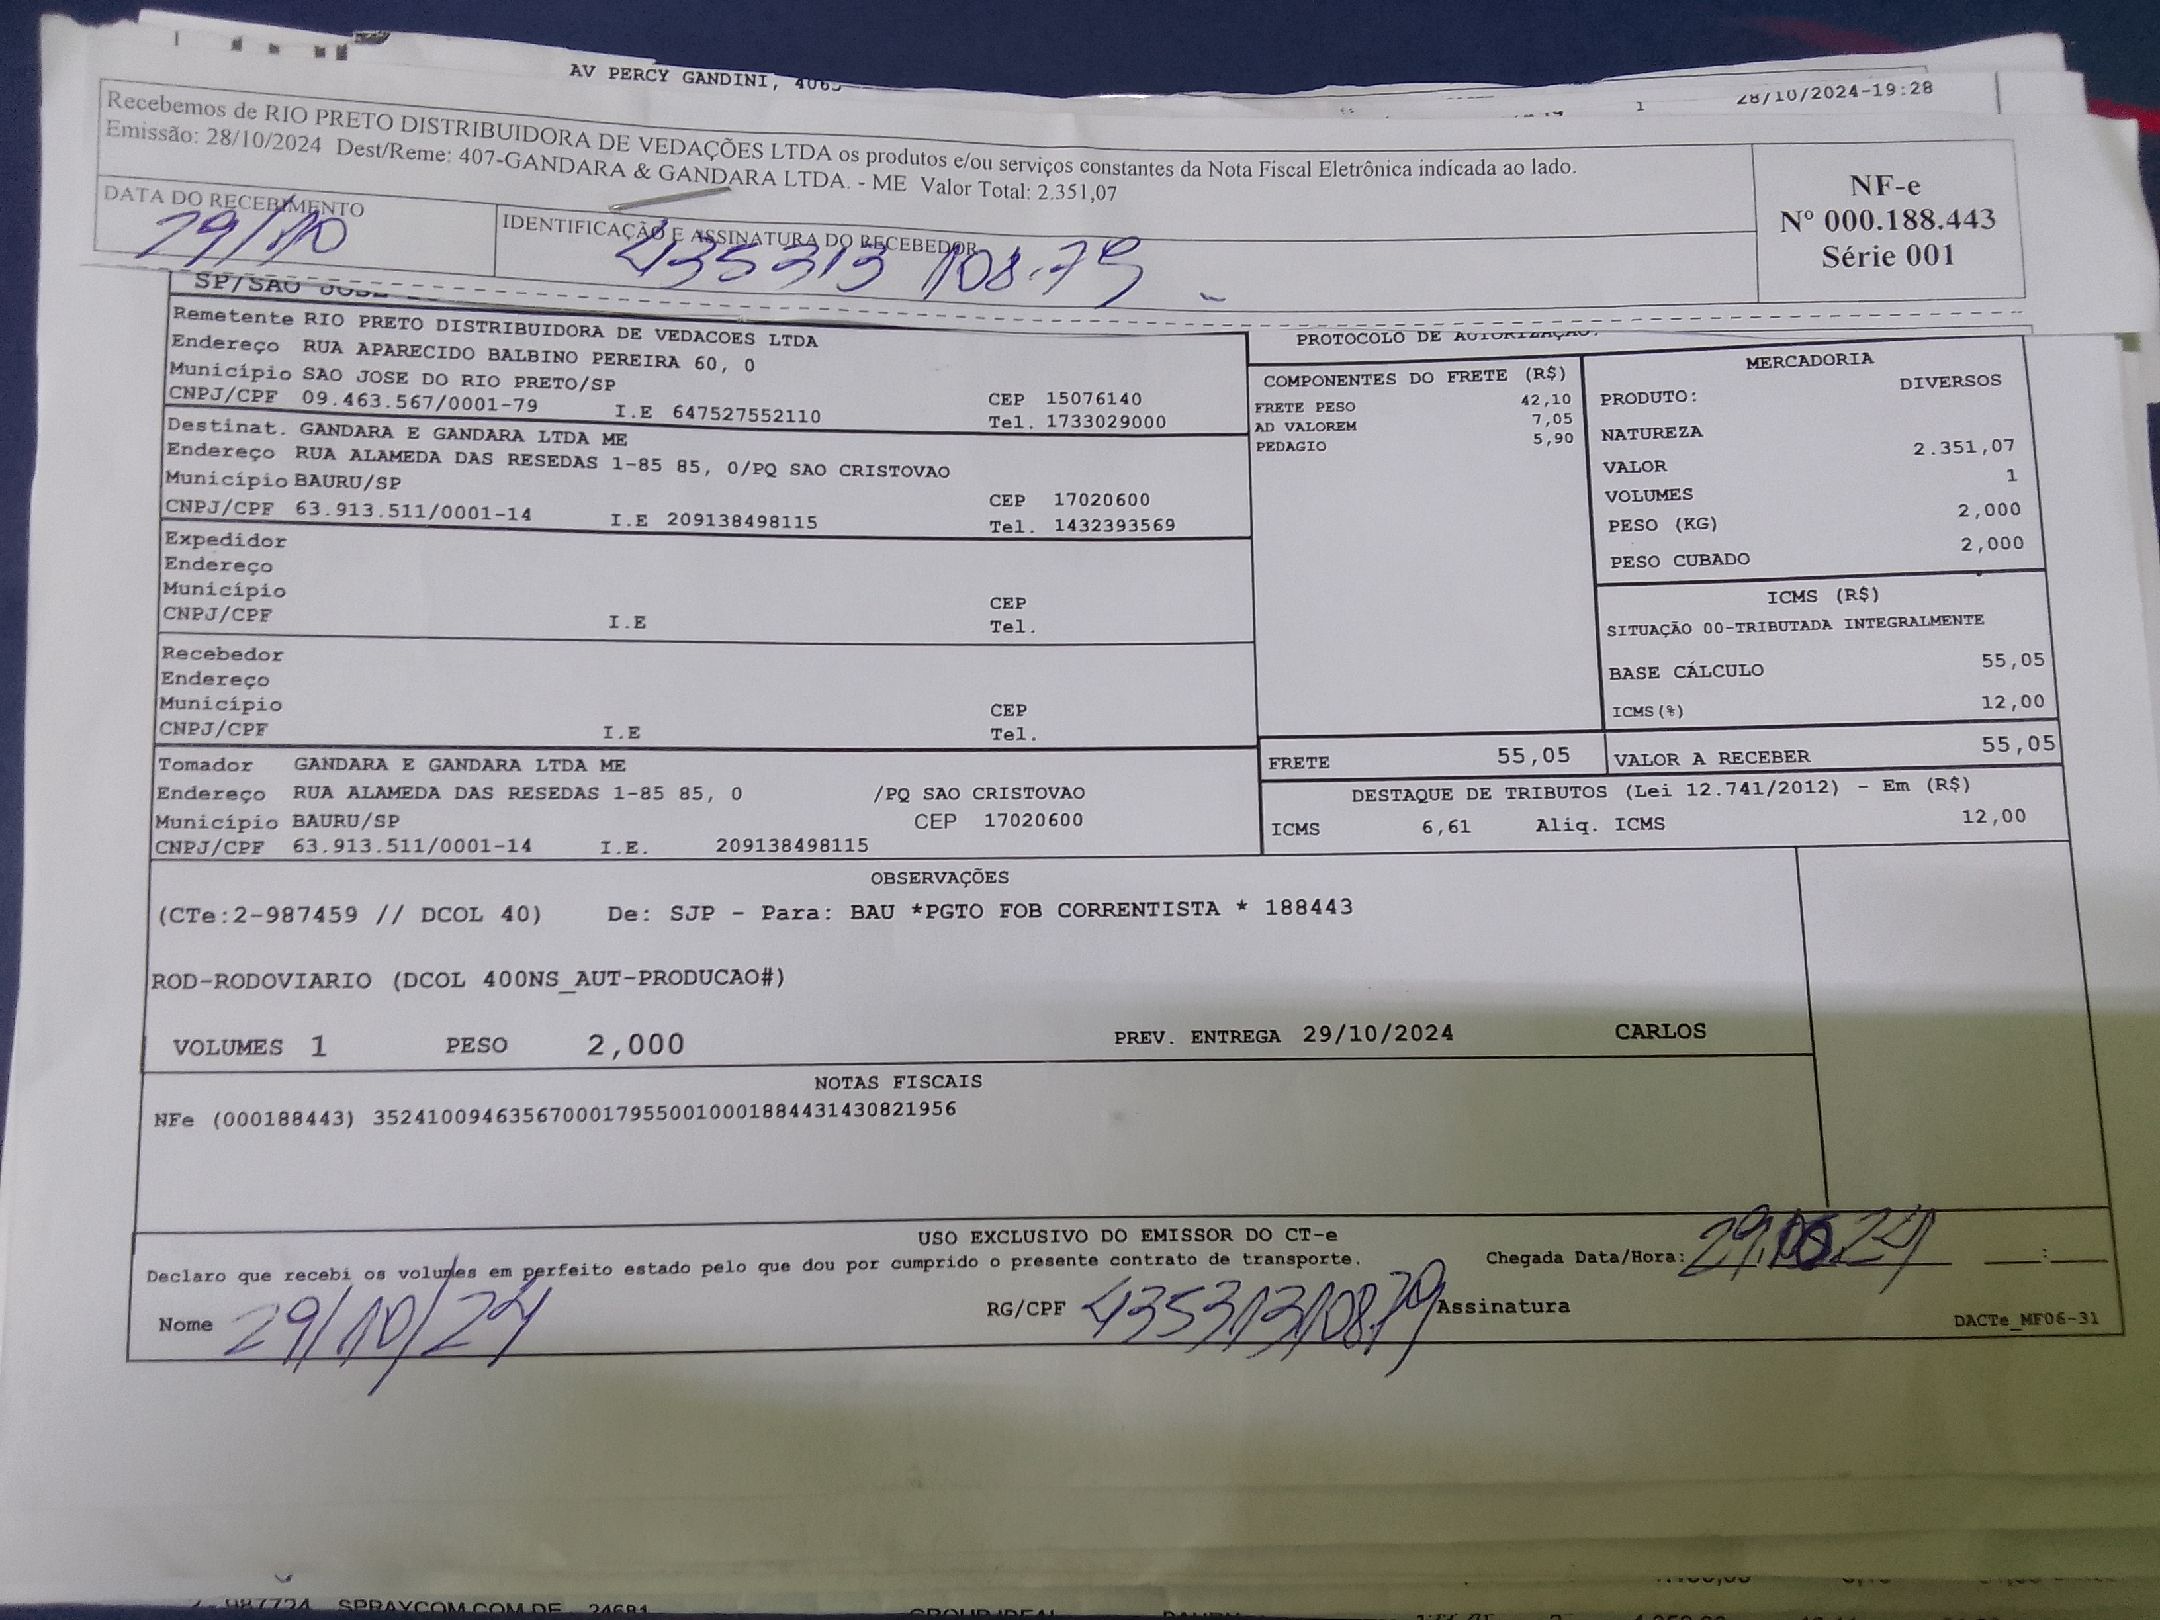 AV PERCY GANDINI, 4065
1 28/10/2024-19:28
Recebemos de RIO PRETO DISTRIBUIDORA DE VEDAÇÕES LTDA os produtos e/ou serviços constantes da Nota Fiscal Eletrônica indicada ao lado.
Emissão: 28/10/2024 Dest/Reme: 407-GANDARA & GANDARA LTDA. - ME Valor Total: 2.351,07
NF-e
Nº 000.188.443
Série 001
DATA DO RECEBIMENTO
29/10
IDENTIFICAÇÃO E ASSINATURA DO RECEBEDOR
435313108-79
SP/SAO JOSE
Remetente RIO PRETO DISTRIBUIDORA DE VEDACOES LTDA
Endereço RUA APARECIDO BALBINO PEREIRA 60, 0
Município SAO JOSE DO RIO PRETO/SP CEP 15076140
CNPJ/CPF 09.463.567/0001-79 I.E 647527552110 Tel. 1733029000
Destinat. GANDARA E GANDARA LTDA ME
Endereço RUA ALAMEDA DAS RESEDAS 1-85 85, 0/PQ SAO CRISTOVAO
Município BAURU/SP CEP 17020600
CNPJ/CPF 63.913.511/0001-14 I.E 209138498115 Tel. 1432393569
Expedidor
Endereço
Município CEP
CNPJ/CPF I.E Tel.
Recebedor
Endereço
Município CEP
CNPJ/CPF I.E Tel.
Tomador GANDARA E GANDARA LTDA ME
Endereço RUA ALAMEDA DAS RESEDAS 1-85 85, 0 /PQ SAO CRISTOVAO
Município BAURU/SP CEP 17020600
CNPJ/CPF 63.913.511/0001-14 I.E. 209138498115
PROTOCOLO DE AUTORIZAÇÃO:
COMPONENTES DO FRETE (R$)
FRETE PESO 42,10
AD VALOREM 7,05
PEDAGIO 5,90
MERCADORIA
PRODUTO: DIVERSOS
NATUREZA
VALOR 2.351,07
VOLUMES 1
PESO (KG) 2,000
PESO CUBADO 2,000
ICMS (R$)
SITUAÇÃO 00-TRIBUTADA INTEGRALMENTE
BASE CÁLCULO 55,05
ICMS(%) 12,00
FRETE 55,05 VALOR A RECEBER 55,05
DESTAQUE DE TRIBUTOS (Lei 12.741/2012) - Em (R$)
ICMS 6,61 Aliq. ICMS 12,00
OBSERVAÇÕES
(CTe:2-987459 // DCOL 40) De: SJP - Para: BAU *PGTO FOB CORRENTISTA * 188443
ROD-RODOVIARIO (DCOL 400NS_AUT-PRODUCAO#)
VOLUMES 1 PESO 2,000 PREV. ENTREGA 29/10/2024 CARLOS
NOTAS FISCAIS
NFe (000188443) 35241009463567000179550010001884431430821956
USO EXCLUSIVO DO EMISSOR DO CT-e
Declaro que recebi os volumes em perfeito estado pelo que dou por cumprido o presente contrato de transporte. Chegada Data/Hora: 29.10.24 :
Nome 29/10/24 RG/CPF 43531310879 Assinatura
DACTe_MF06-31
987724 SPRAYCOM.COM.DE 24681